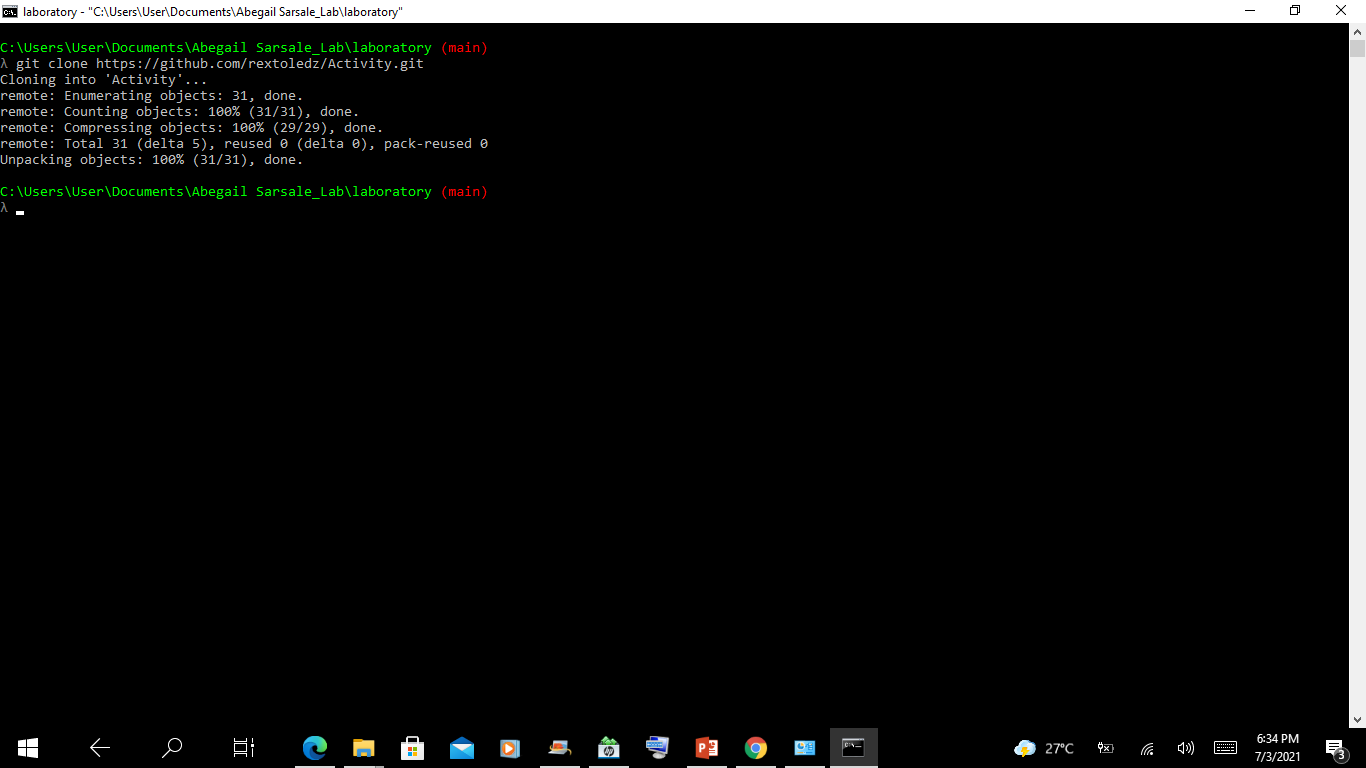 laboratory - "C:\Users\User\Documents\Abegail Sarsale_Lab\laboratory"
C:\Users\User\Documents\Abegail Sarsale_Lab\laboratory (main)
λ git clone https://github.com/rextoledz/Activity.git
Cloning into 'Activity'...
remote: Enumerating objects: 31, done.
remote: Counting objects: 100% (31/31), done.
remote: Compressing objects: 100% (29/29), done.
remote: Total 31 (delta 5), reused 0 (delta 0), pack-reused 0
Unpacking objects: 100% (31/31), done.
C:\Users\User\Documents\Abegail Sarsale_Lab\laboratory (main)
λ
27°C
6:34 PM
7/3/2021
3